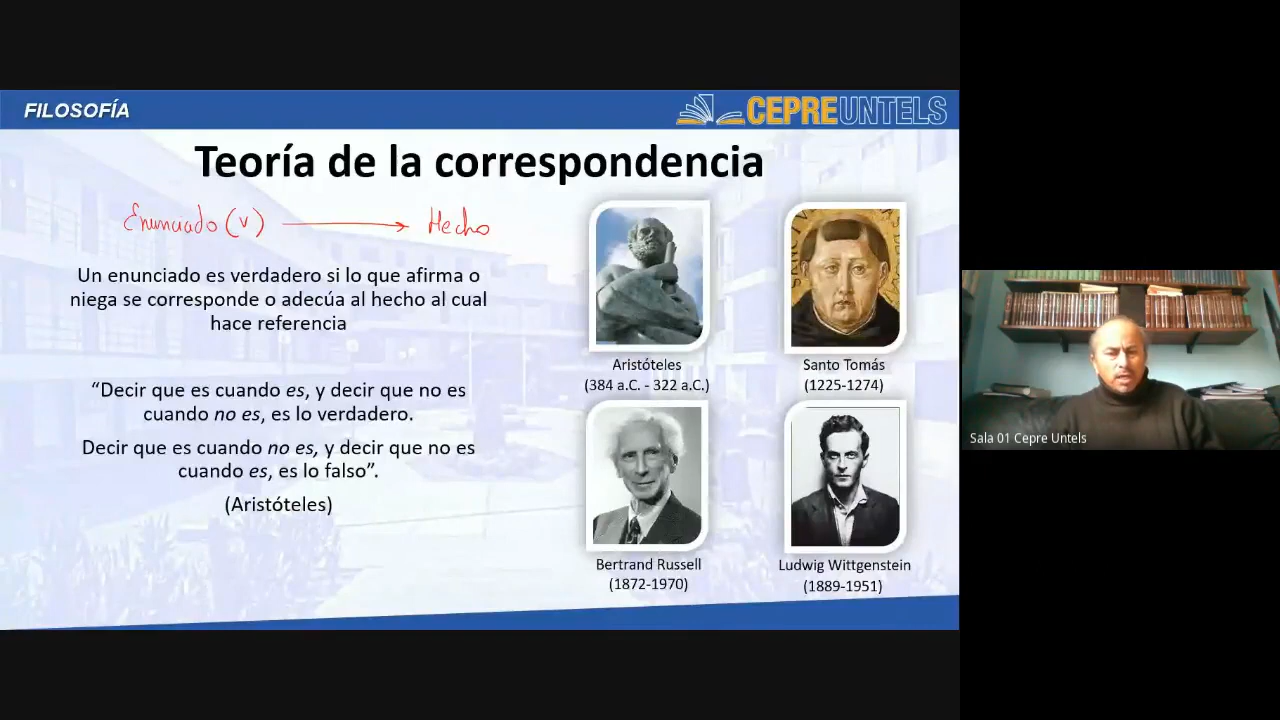 FILOSOFÍA
CEPREUNTELS
Teoría de la correspondencia
Enunciado (V) → Hecho
Un enunciado es verdadero si lo que afirma o
niega se corresponde o adecúa al hecho al cual
hace referencia
“Decir que es cuando es, y decir que no es
cuando no es, es lo verdadero.
Decir que es cuando no es, y decir que no es
cuando es, es lo falso”.
(Aristóteles)
Aristóteles
(384 a.C. - 322 a.C.)
Santo Tomás
(1225-1274)
Bertrand Russell
(1872-1970)
Ludwig Wittgenstein
(1889-1951)
Sala 01 Cepre Untels